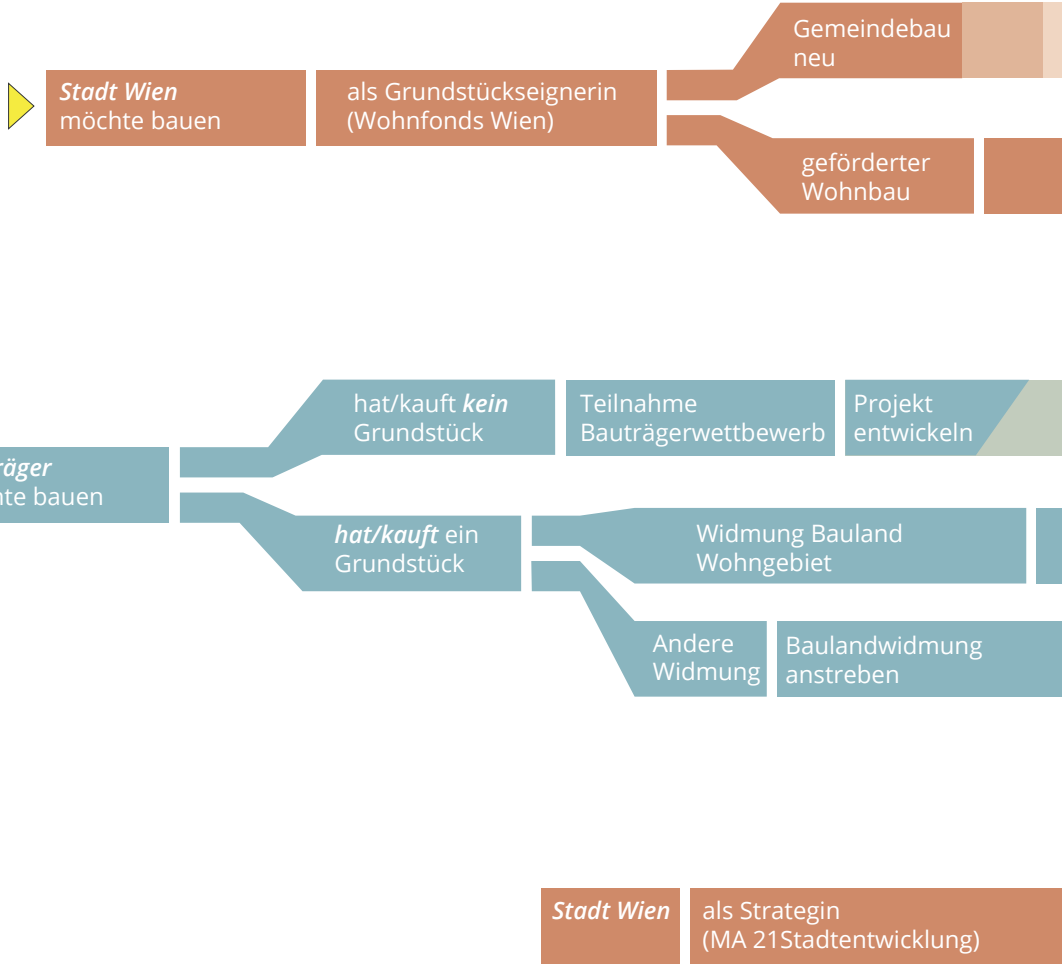 Gemeindebau
neu
Stadt Wien
möchte bauen
als Grundstückseignerin
(Wohnfonds Wien)
geförderter
Wohnbau
hat/kauft kein
Grundstück
Teilnahme
Bauträgerwettbewerb
Projekt
entwickeln
räger
nte bauen
hat/kauft ein
Grundstück
Widmung Bauland
Wohngebiet
Andere
Widmung
Baulandwidmung
anstreben
Stadt Wien
als Strategin
(MA 21Stadtentwicklung)